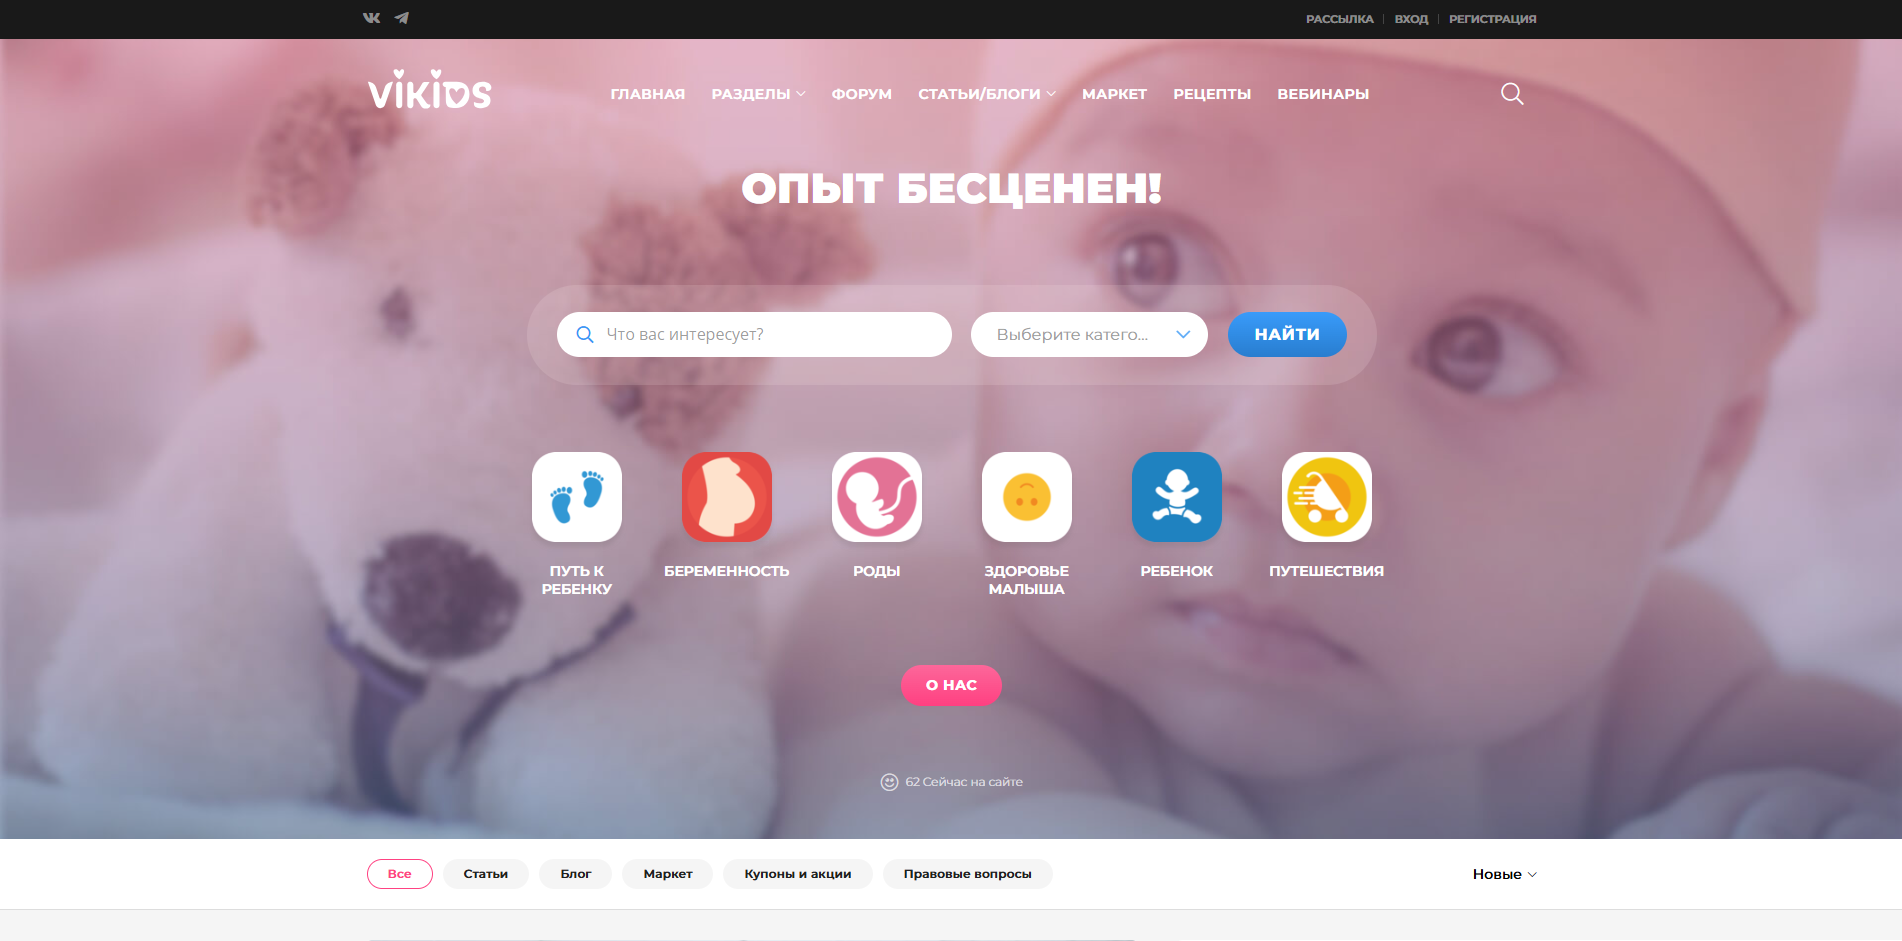 РАССЫЛКА
ВХОД
РЕГИСТРАЦИЯ
ViKiDS
ГЛАВНАЯ
РАЗДЕЛЫ
ФОРУМ
СТАТЬИ/БЛОГИ
МАРКЕТ
РЕЦЕПТЫ
ВЕБИНАРЫ
ОПЫТ БЕСЦЕНЕН!
Что вас интересует?
Выберите катего...
НАЙТИ
ПУТЬ К
РЕБЕНКУ
БЕРЕМЕННОСТЬ
РОДЫ
ЗДОРОВЬЕ
МАЛЫША
РЕБЕНОК
ПУТЕШЕСТВИЯ
О НАС
62 Сейчас на сайте
Все
Статьи
Блог
Маркет
Купоны и акции
Правовые вопросы
Новые